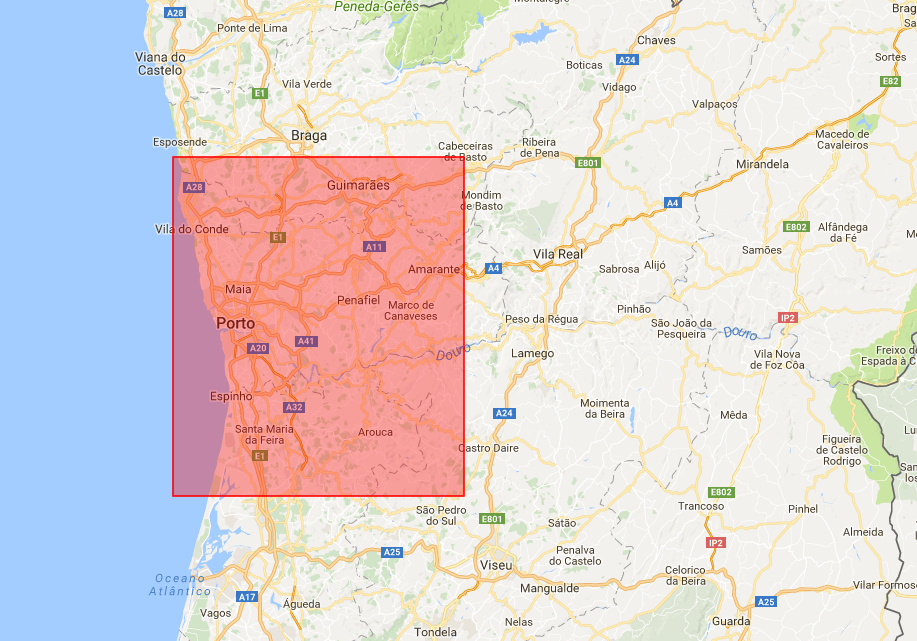 Peneda-Gerês
A28
Ponte de Lima
Chaves
Viana do
Castelo
A24
Boticas
Sortes
E82
Vila Verde
Vidago
E1
Valpaços
Braga
Macedo de
Cavaleiros
Esposende
Cabeceiras
de Basto
Ribeira
de Pena
E801
Mirandela
A28
Guimarães
Mondim
de Basto
A4
Vila do Conde
E1
A11
E802
Alfândega
da Fé
Vila Real
Samões
Amarante
A4
Sabrosa
Alijó
Maia
Penafiel
Marco de
Canaveses
Pinhão
Porto
Peso da Régua
São João da
Pesqueira
IP2
Douro
A20
A41
Douro
Lamego
Vila Nova
de Foz Côa
Freixo de
Espada à C
Espinho
A32
A24
Moimenta
da Beira
Mêda
Santa Maria
da Feira
Arouca
Castro Daire
Figueira
de Castelo
Rodrigo
E1
E802
São Pedro
do Sul
E801
Sátão
Trancoso
Pinhel
Almeida
A25
Penalva
do Castelo
IP2
Viseu
Celorico
da Beira
Oceano
Atlântico
Mangualde
Vilar Formoso
A17
Águeda
A25
Vagos
Nelas
Guarda
Tondela